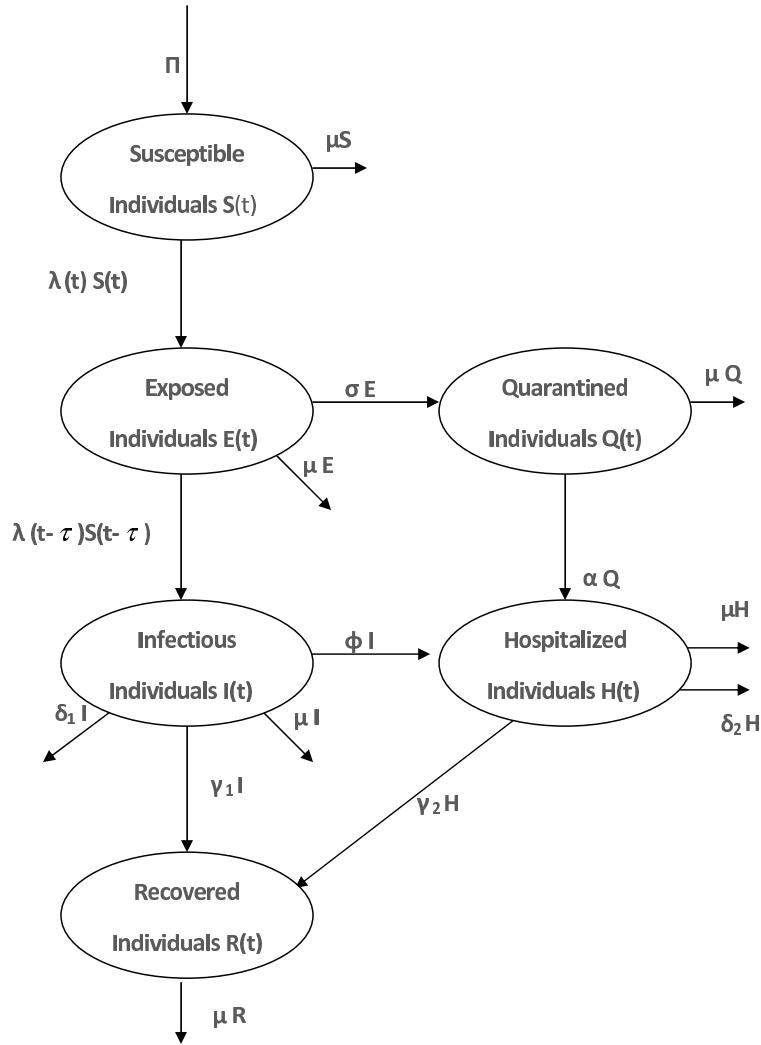 Π
Susceptible
Individuals S(t)
μS
λ(t) S(t)
Exposed
Individuals E(t)
σ E
Quarantined
Individuals Q(t)
μ Q
μ E
λ (t- τ )S(t- τ )
α Q
Infectious
Individuals I(t)
ϕ I
Hospitalized
Individuals H(t)
μH
δ₂ H
δ₁ I
μ I
γ₁ I
γ₂ H
Recovered
Individuals R(t)
μ R